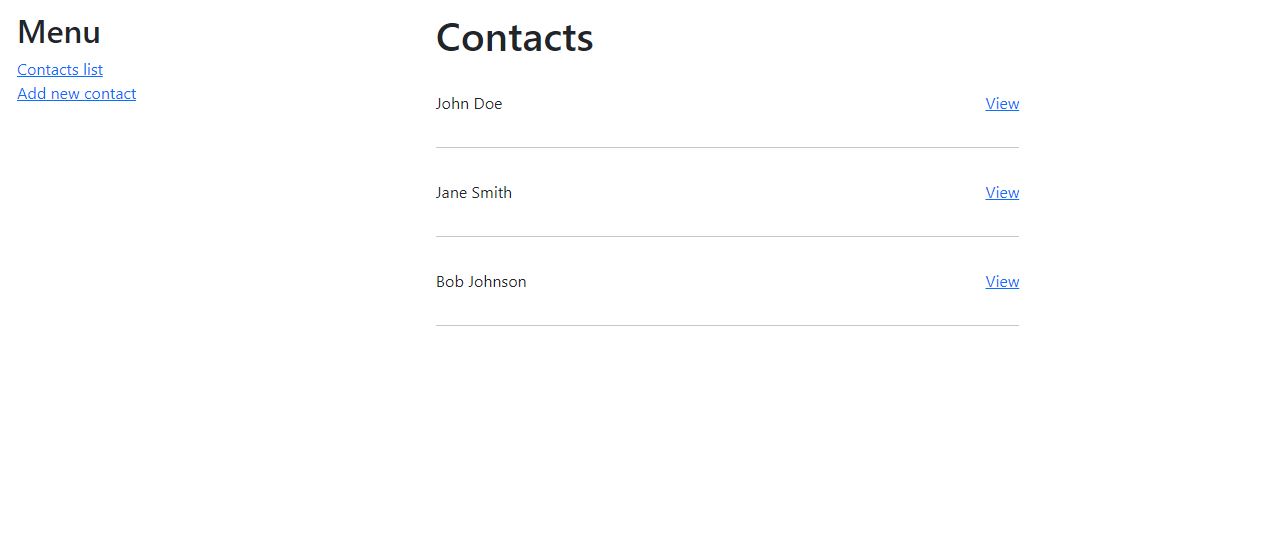 Menu
Contacts list
Add new contact
Contacts
John Doe View
Jane Smith View
Bob Johnson View